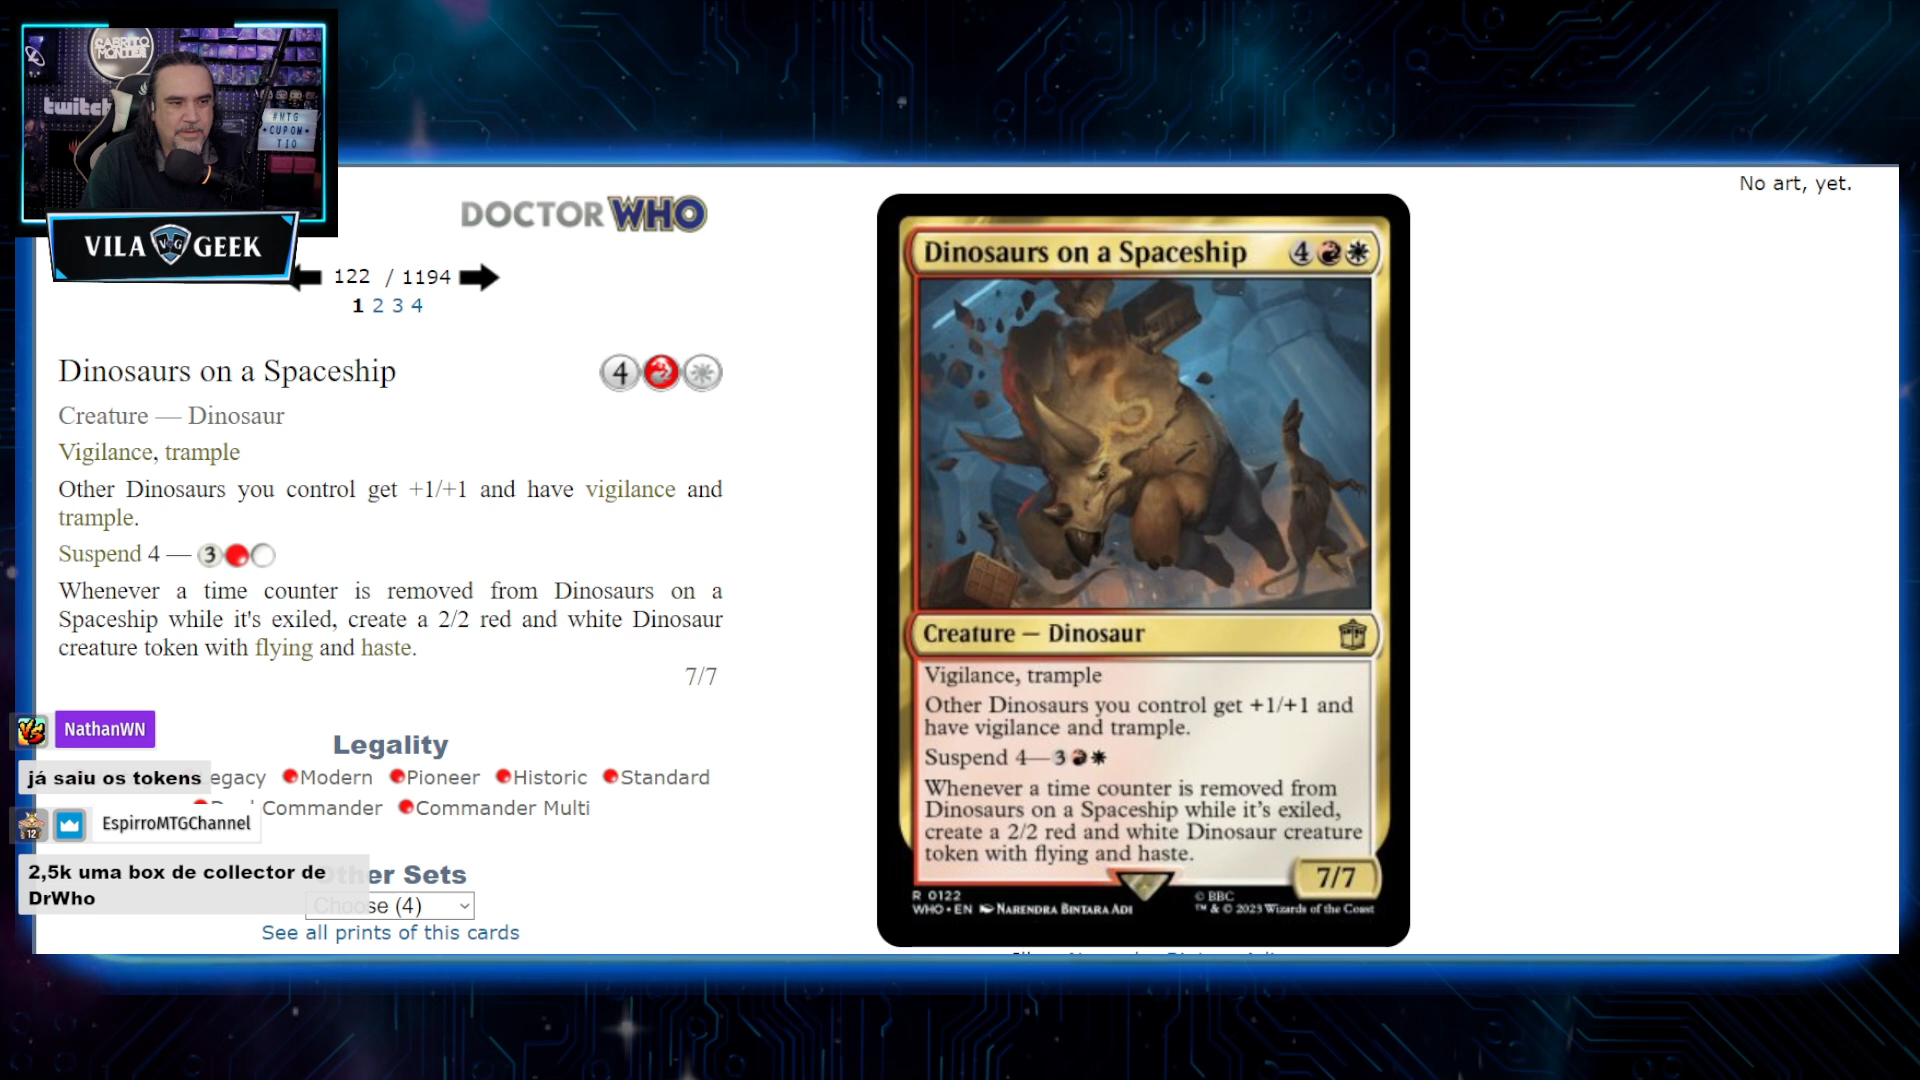 GABRITO
MONTEIRO
twitch
#MTG
•CUPOM•
TIO
VILA VG GEEK
DOCTOR WHO
122 / 1194
1 2 3 4
No art, yet.
Dinosaurs on a Spaceship 4
Creature — Dinosaur
Vigilance, trample
Other Dinosaurs you control get +1/+1 and have vigilance and
trample.
Suspend 4 — 3
Whenever a time counter is removed from Dinosaurs on a
Spaceship while it's exiled, create a 2/2 red and white Dinosaur
creature token with flying and haste.
7/7
Legality
egacy Modern Pioneer Historic Standard
Commander Commander Multi
Other Sets
Choose (4)
See all prints of this cards
NathanWN
já saiu os tokens
12 EspirroMTGChannel
2,5k uma box de collector de
DrWho
Dinosaurs on a Spaceship 4
Creature — Dinosaur
Vigilance, trample
Other Dinosaurs you control get +1/+1 and
have vigilance and trample.
Suspend 4—3
Whenever a time counter is removed from
Dinosaurs on a Spaceship while it's exiled,
create a 2/2 red and white Dinosaur creature
token with flying and haste.
7/7
R 0122
WHO • EN Narendra Bintara Adi
© BBC
™ & © 2023 Wizards of the Coast